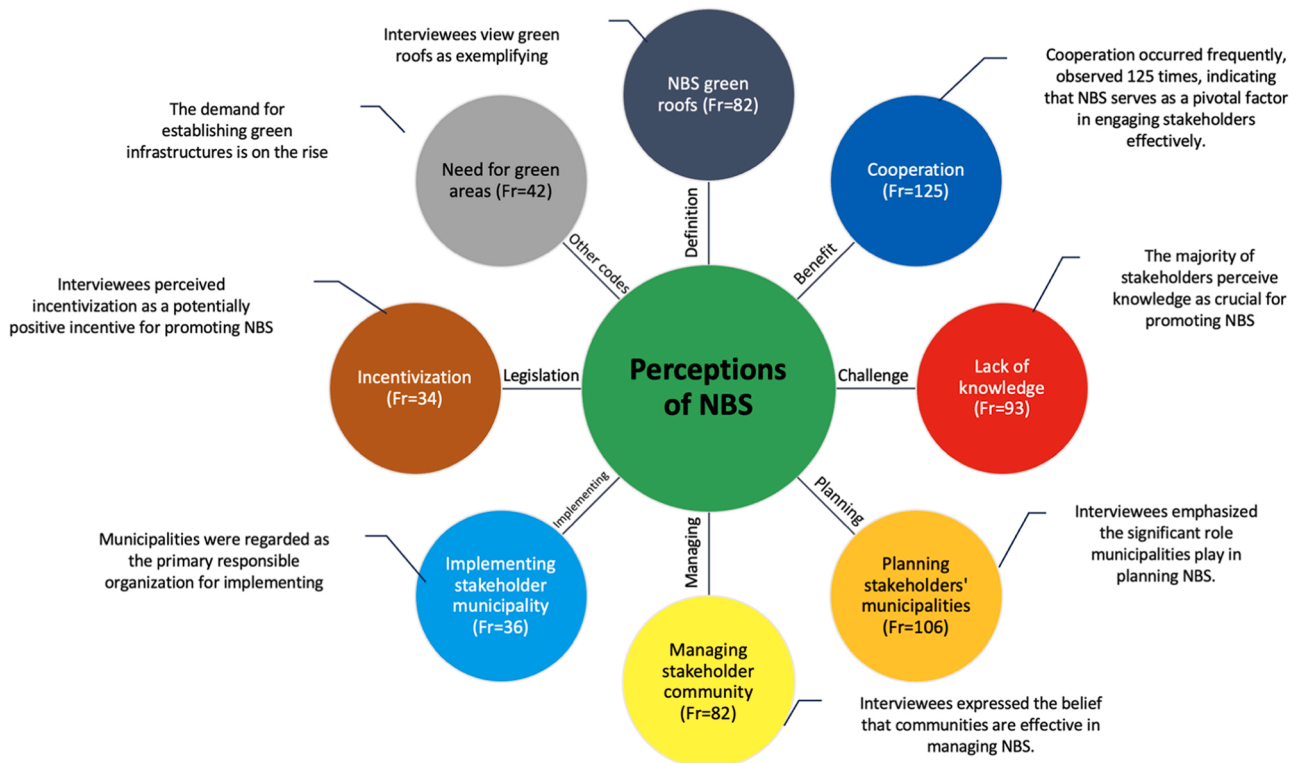 Interviewees view green
roofs as exemplifying
NBS green
roofs (Fr=82)
Definition
Cooperation occurred frequently,
observed 125 times, indicating
that NBS serves as a pivotal factor
in engaging stakeholders
effectively.
Cooperation
(Fr=125)
Benefit
The majority of
stakeholders perceive
knowledge as crucial for
promoting NBS
Lack of
knowledge
(Fr=93)
Challenge
Interviewees emphasized
the significant role
municipalities play in
planning NBS.
Planning
stakeholders'
municipalities
(Fr=106)
Planning
Interviewees expressed the belief
that communities are effective in
managing NBS.
Managing
stakeholder
community
(Fr=82)
Managing
Municipalities were regarded as
the primary responsible
organization for implementing
Implementing
stakeholder
municipality
(Fr=36)
Implementing
Interviewees perceived
incentivization as a potentially
positive incentive for promoting NBS
Incentivization
(Fr=34)
Legislation
The demand for
establishing green
infrastructures is on the rise
Need for green
areas (Fr=42)
Other codes
Perceptions
of NBS